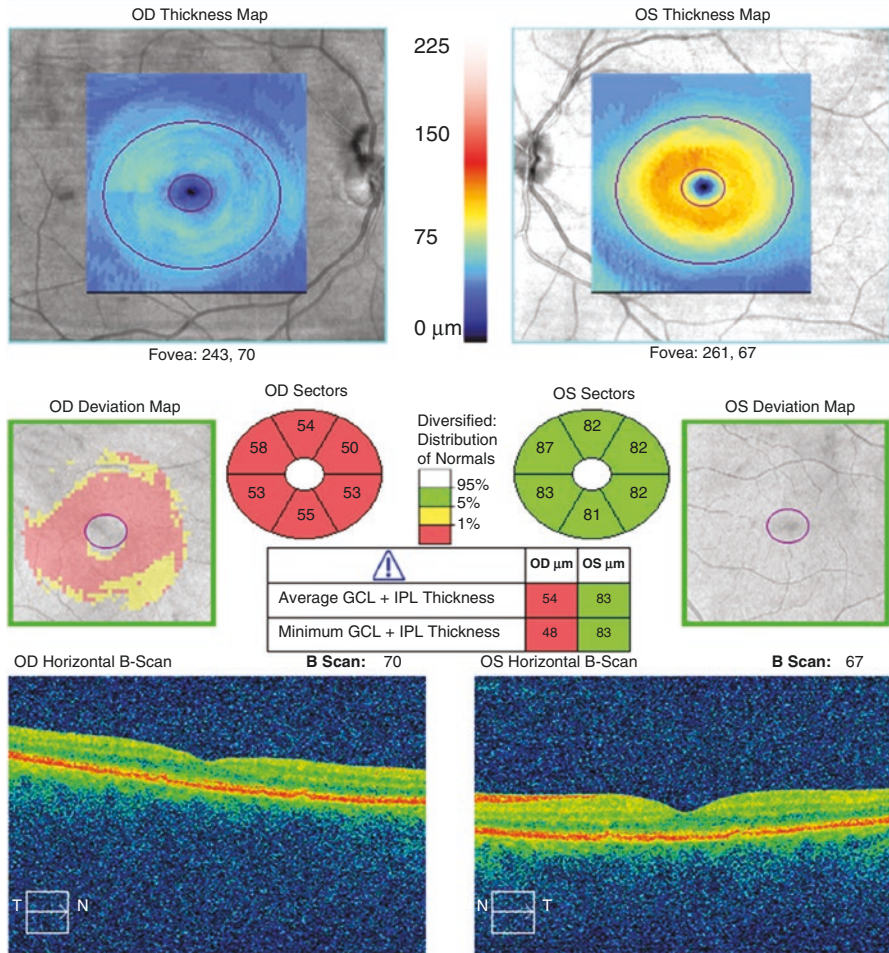 OD Thickness Map
OS Thickness Map
225
150
75
0 μm
Fovea: 243, 70
Fovea: 261, 67
OD Deviation Map
OD Sectors
54
58
50
53
53
55
Diversified:
Distribution
of Normals
95%
5%
1%
OS Sectors
82
87
82
83
82
81
OS Deviation Map
OD μm OS μm
Average GCL + IPL Thickness 54 83
Minimum GCL + IPL Thickness 48 83
OD Horizontal B-Scan B Scan: 70
OS Horizontal B-Scan B Scan: 67
T N
N T